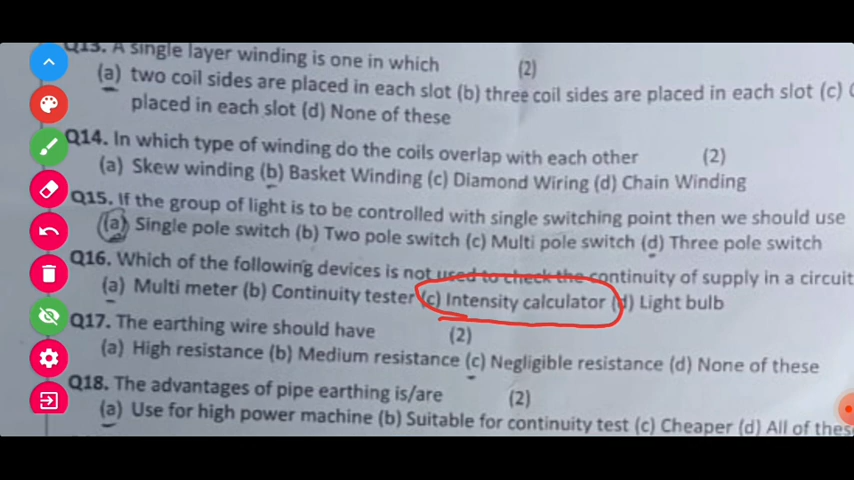 Q13. A single layer winding is one in which (2)
(a) two coil sides are placed in each slot (b) three coil sides are placed in each slot (c)
placed in each slot (d) None of these
Q14. In which type of winding do the coils overlap with each other (2)
(a) Skew winding (b) Basket Winding (c) Diamond Wiring (d) Chain Winding
Q15. If the group of light is to be controlled with single switching point then we should use
(a) Single pole switch (b) Two pole switch (c) Multi pole switch (d) Three pole switch
Q16. Which of the following devices is not used to check the continuity of supply in a circuit
(a) Multi meter (b) Continuity tester (c) Intensity calculator (d) Light bulb
Q17. The earthing wire should have (2)
(a) High resistance (b) Medium resistance (c) Negligible resistance (d) None of these
Q18. The advantages of pipe earthing is/are (2)
(a) Use for high power machine (b) Suitable for continuity test (c) Cheaper (d) All of thes